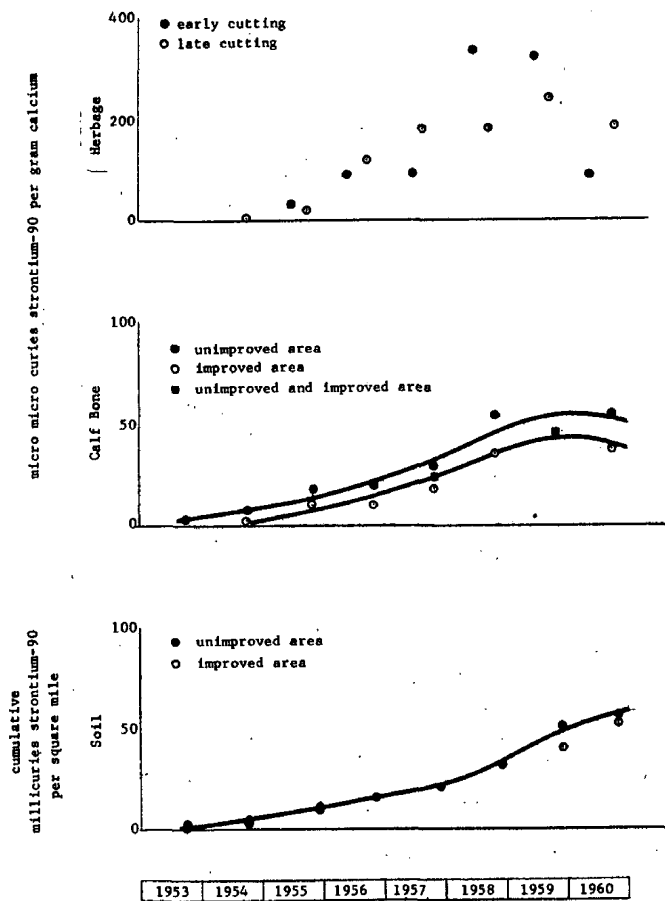 400
● early cutting
○ late cutting
200
Herbage
0
micro micro curies strontium-90 per gram calcium
100
● unimproved area
○ improved area
■ unimproved and improved area
50
Calf Bone
0
100
● unimproved area
○ improved area
50
Soil
0
cumulative
millicuries strontium-90
per square mile
1953 1954 1955 1956 1957 1958 1959 1960